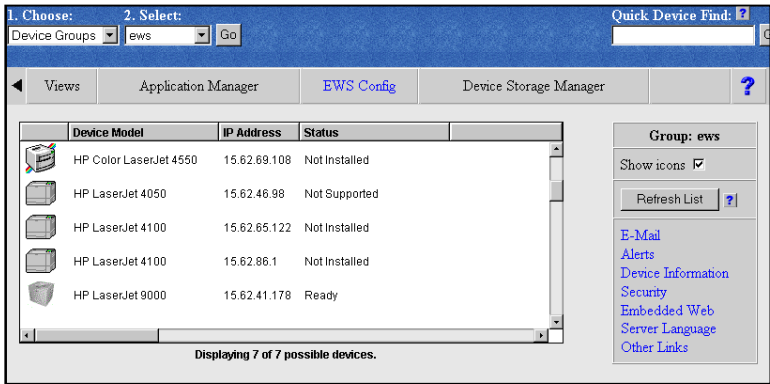 1. Choose: 2. Select: Quick Device Find: ?
Device Groups ews Go
Views Application Manager EWS Config Device Storage Manager ?
Device Model IP Address Status
HP Color LaserJet 4550 15.62.69.108 Not Installed
HP LaserJet 4050 15.62.46.98 Not Supported
HP LaserJet 4100 15.62.65.122 Not Installed
HP LaserJet 4100 15.62.86.1 Not Installed
HP LaserJet 9000 15.62.41.178 Ready
Displaying 7 of 7 possible devices.
Group: ews
Show icons
Refresh List ?
E-Mail
Alerts
Device Information
Security
Embedded Web
Server Language
Other Links